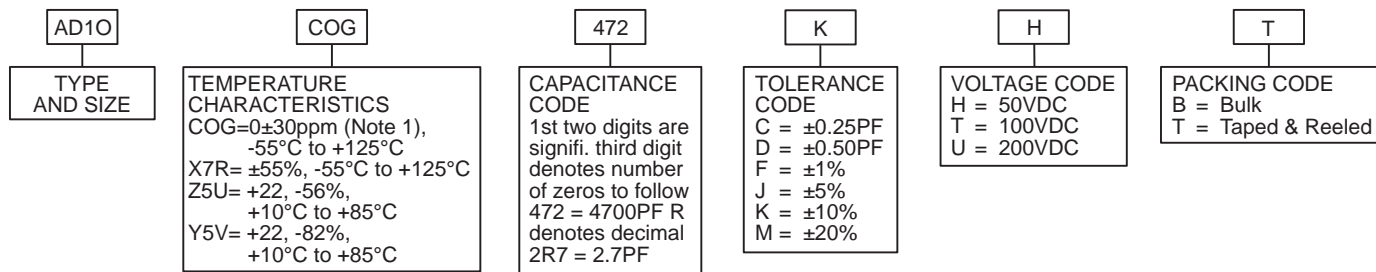 AD1O
COG
472
K
H
T
TYPE
AND SIZE
TEMPERATURE
CHARACTERISTICS
COG=0±30ppm (Note 1),
-55°C to +125°C
X7R= ±55%, -55°C to +125°C
Z5U= +22, -56%,
+10°C to +85°C
Y5V= +22, -82%,
+10°C to +85°C
CAPACITANCE
CODE
1st two digits are
signifi. third digit
denotes number
of zeros to follow
472 = 4700PF R
denotes decimal
2R7 = 2.7PF
TOLERANCE
CODE
C = ±0.25PF
D = ±0.50PF
F = ±1%
J = ±5%
K = ±10%
M = ±20%
VOLTAGE CODE
H = 50VDC
T = 100VDC
U = 200VDC
PACKING CODE
B = Bulk
T = Taped & Reeled